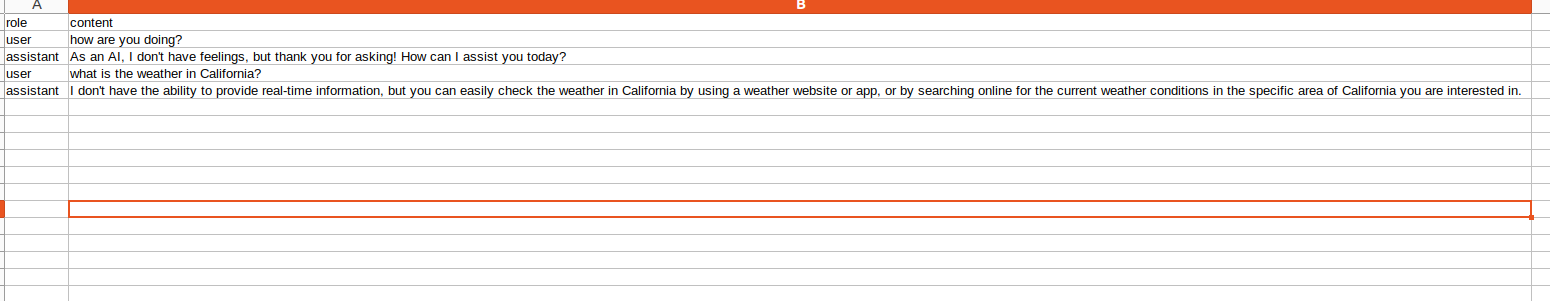 A B
role content
user how are you doing?
assistant As an AI, I don't have feelings, but thank you for asking! How can I assist you today?
user what is the weather in California?
assistant I don't have the ability to provide real-time information, but you can easily check the weather in California by using a weather website or app, or by searching online for the current weather conditions in the specific area of California you are interested in.